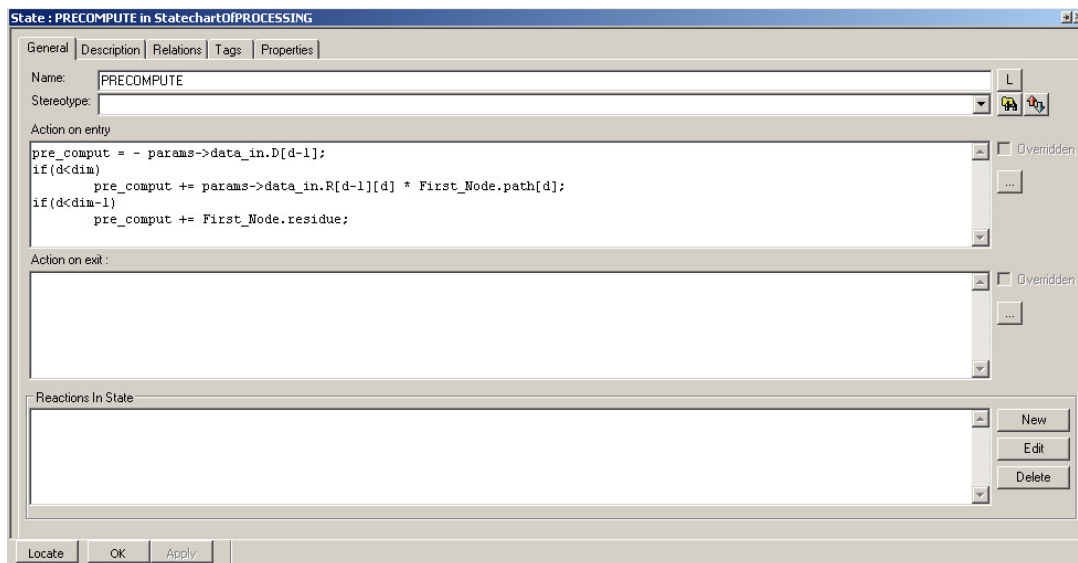 State : PRECOMPUTE in StatechartOfPROCESSING
General Description Relations Tags Properties
Name: PRECOMPUTE L
Stereotype:
Action on entry
pre_comput = - params->data_in.D[d-1];
if(d<dim)
pre_comput += params->data_in.R[d-1][d] * First_Node.path[d];
if(d<dim-1)
pre_comput += First_Node.residue;
Overridden
...
Action on exit :
Overridden
...
Reactions In State
New
Edit
Delete
Locate OK Apply